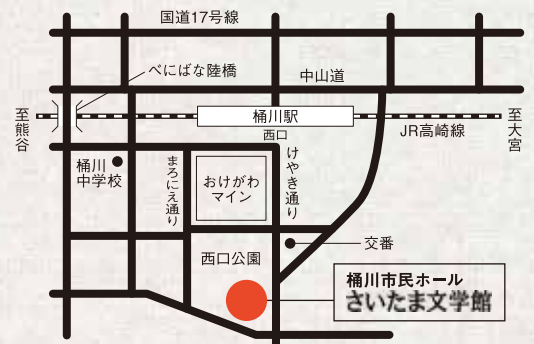 国道17号線
べにばな陸橋
中山道
至熊谷
桶川駅
至大宮
西口
JR高崎線
桶川
中学校
まろにえ通り
おけがわ
マイン
けやき通り
交番
西口公園
桶川市民ホール
さいたま文学館